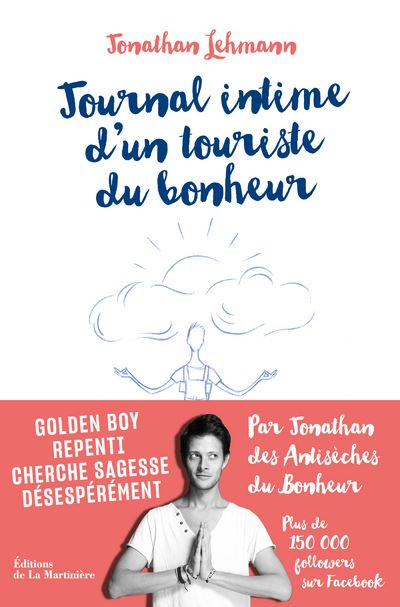 Jonathan Lehmann
Journal intime
d'un touriste
du bonheur
GOLDEN BOY
REPENTI
CHERCHE SAGESSE
DÉSESPÉRÉMENT
Par Jonathan
des Antisèches
du Bonheur
Plus de
150 000
followers
sur Facebook
Éditions
de La Martinière